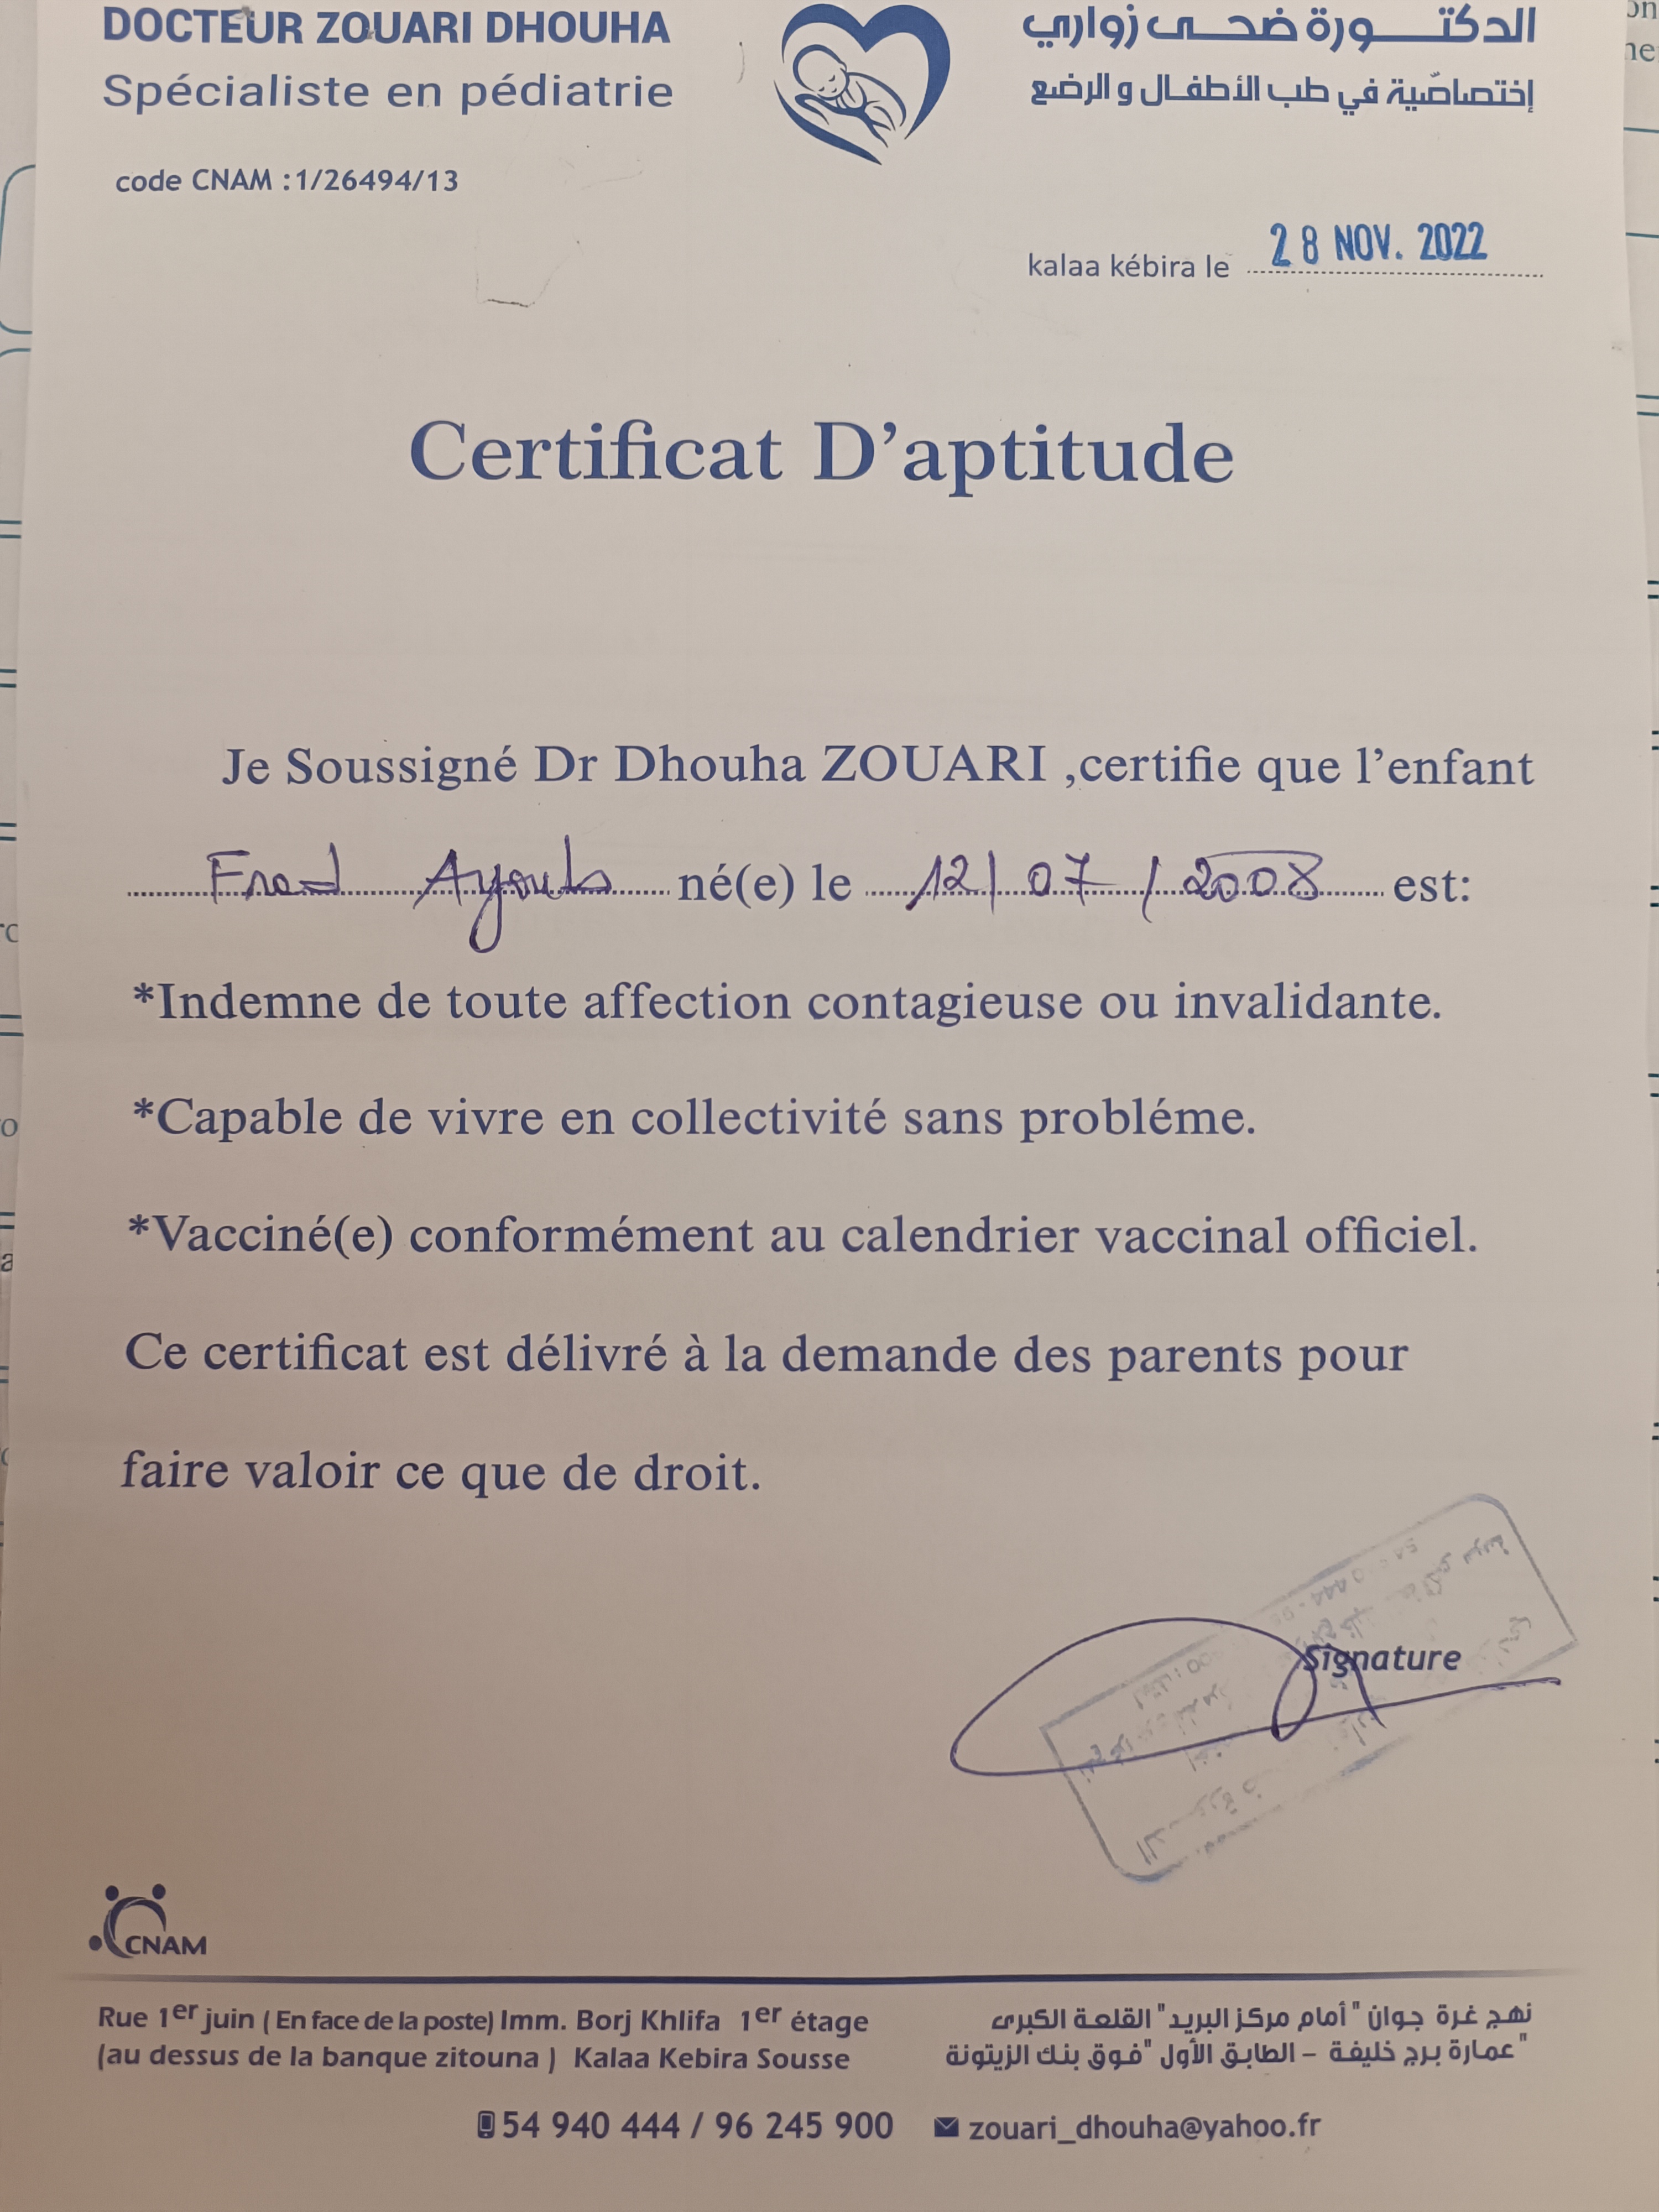 DOCTEUR ZOUARI DHOUHA
الدكتـــورة ضحـى زواري
Spécialiste en pédiatrie
إختصاصّية في طب الأطفـال و الرضع
code CNAM :1/26494/13
kalaa kébira le 28 NOV. 2022
Certificat D'aptitude
Je Soussigné Dr Dhouha ZOUARI ,certifie que l'enfant
Frad Ayoub né(e) le 12/07/2008 est:
*Indemne de toute affection contagieuse ou invalidante.
*Capable de vivre en collectivité sans probléme.
*Vacciné(e) conformément au calendrier vaccinal officiel.
Ce certificat est délivré à la demande des parents pour
faire valoir ce que de droit.
Signature
CNAM
Rue 1er juin ( En face de la poste) Imm. Borj Khlifa 1er étage
(au dessus de la banque zitouna ) Kalaa Kebira Sousse
نهج غرة جوان "أمام مركز البريد" القلعة الكبرى
عمارة برج خليفة – الطابق الأول "فوق بنك الزيتونة"
54 940 444 / 96 245 900 zouari_dhouha@yahoo.fr